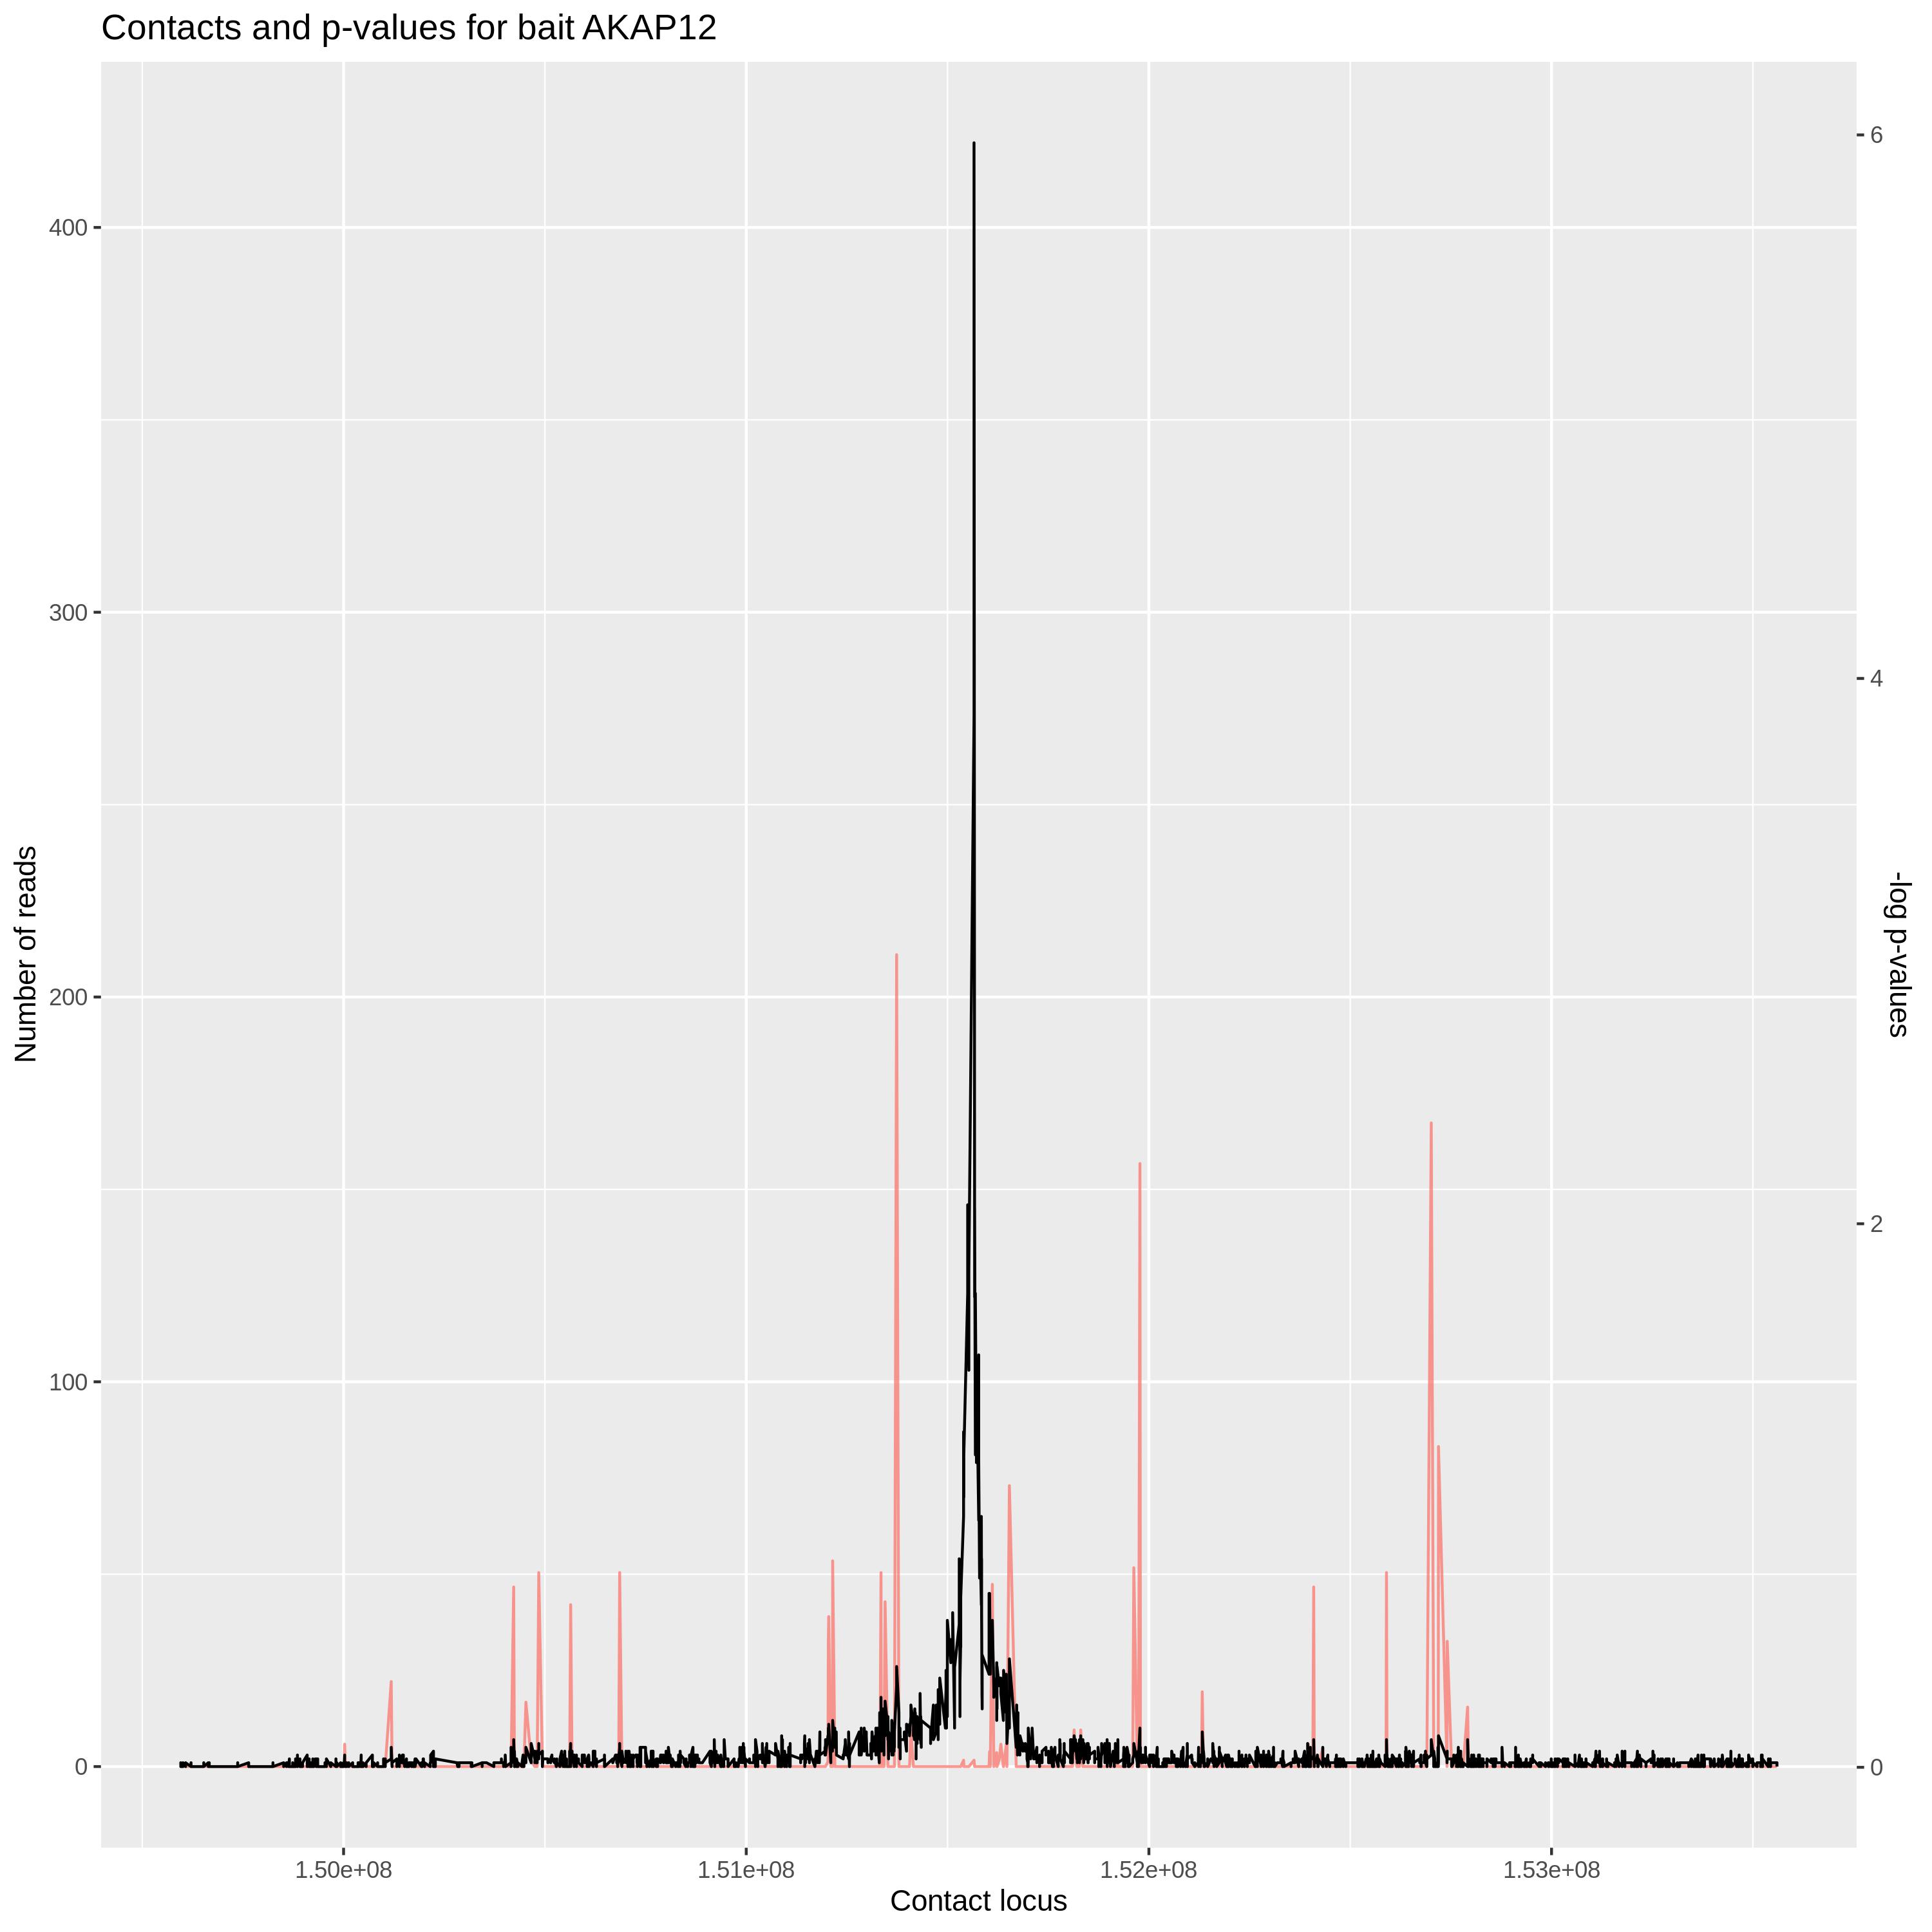 Contacts and p-values for bait AKAP12
Number of reads
400
300
200
100
0
6
4
2
0
-log p-values
1.50e+08
1.51e+08
1.52e+08
1.53e+08
Contact locus